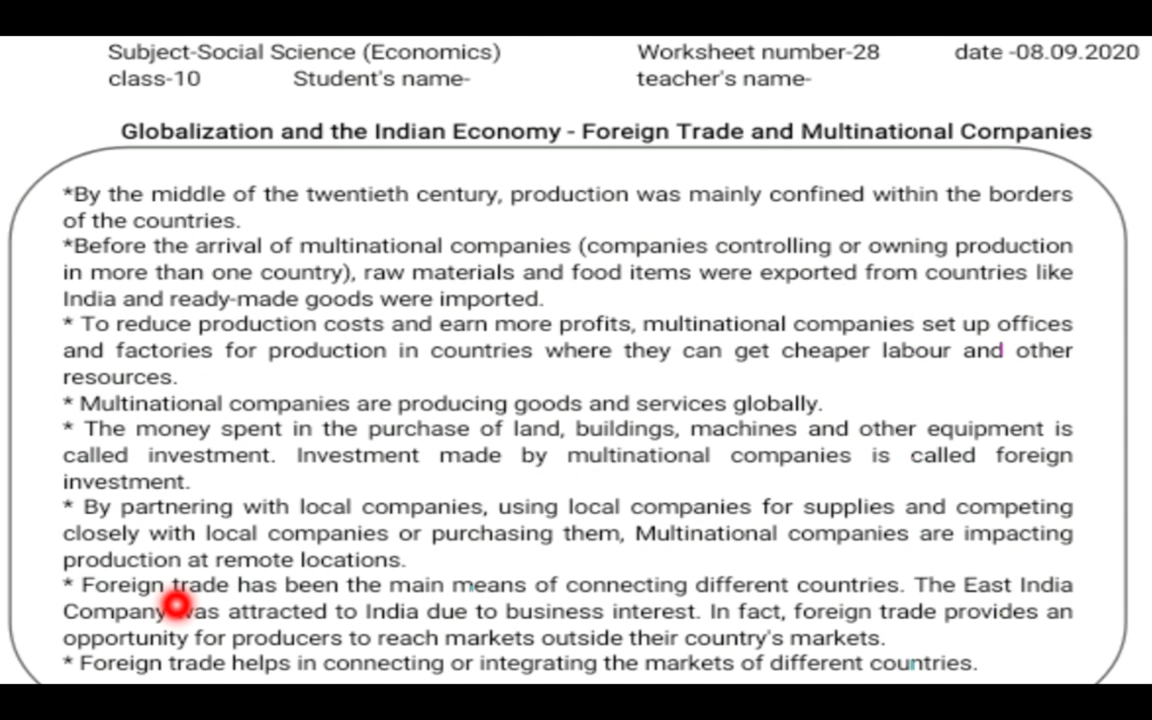 Subject-Social Science (Economics) Worksheet number-28 date -08.09.2020
class-10 Student's name- teacher's name-
Globalization and the Indian Economy - Foreign Trade and Multinational Companies
*By the middle of the twentieth century, production was mainly confined within the borders
of the countries.
*Before the arrival of multinational companies (companies controlling or owning production
in more than one country), raw materials and food items were exported from countries like
India and ready-made goods were imported.
* To reduce production costs and earn more profits, multinational companies set up offices
and factories for production in countries where they can get cheaper labour and other
resources.
* Multinational companies are producing goods and services globally.
* The money spent in the purchase of land, buildings, machines and other equipment is
called investment. Investment made by multinational companies is called foreign
investment.
* By partnering with local companies, using local companies for supplies and competing
closely with local companies or purchasing them, Multinational companies are impacting
production at remote locations.
* Foreign trade has been the main means of connecting different countries. The East India
Company was attracted to India due to business interest. In fact, foreign trade provides an
opportunity for producers to reach markets outside their country's markets.
* Foreign trade helps in connecting or integrating the markets of different countries.